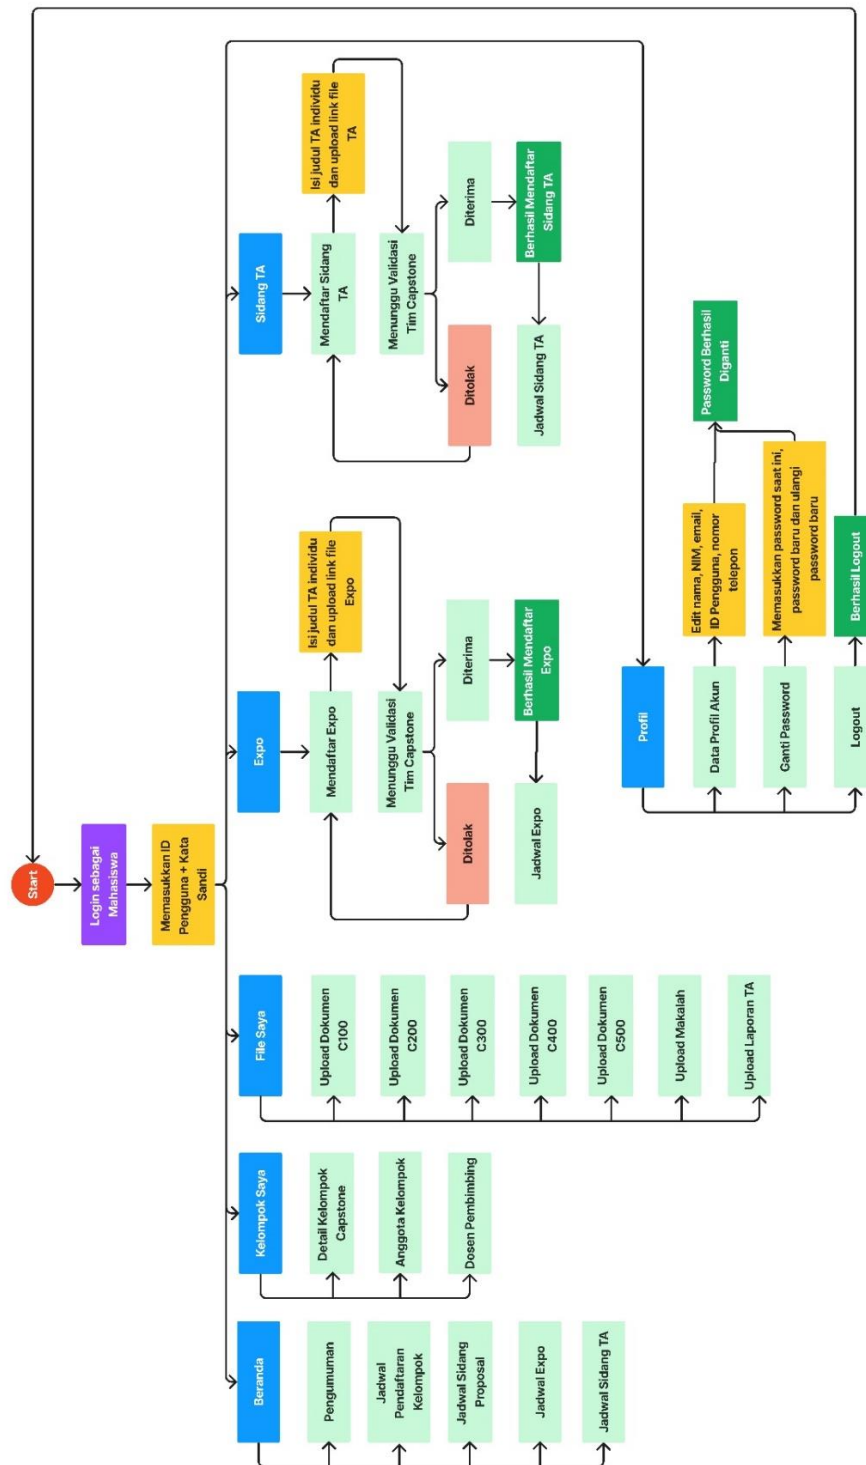 Start
Login sebagai
Mahasiswa
Memasukkan ID
Pengguna + Kata
Sandi
Beranda
Pengumuman
Jadwal
Pendaftaran
Kelompok
Jadwal Sidang
Proposal
Jadwal Expo
Jadwal Sidang TA
Kelompok Saya
Detail Kelompok
Capstone
Anggota Kelompok
Dosen Pembimbing
File Saya
Upload Dokumen
C100
Upload Dokumen
C200
Upload Dokumen
C300
Upload Dokumen
C400
Upload Dokumen
C500
Upload Makalah
Upload Laporan TA
Expo
Mendaftar Expo
Isi judul TA individu
dan upload link file
Expo
Menunggu Validasi
Tim Capstone
Ditolak
Diterima
Berhasil Mendaftar
Expo
Jadwal Expo
Sidang TA
Mendaftar Sidang
TA
Isi judul TA individu
dan upload link file
TA
Menunggu Validasi
Tim Capstone
Ditolak
Diterima
Berhasil Mendaftar
Sidang TA
Jadwal Sidang TA
Profil
Data Profil Akun
Edit nama, NIM, email,
ID Pengguna, nomor
telepon
Ganti Password
Memasukkan password saat ini,
password baru dan ulangi
password baru
Password Berhasil
Diganti
Logout
Berhasil Logout